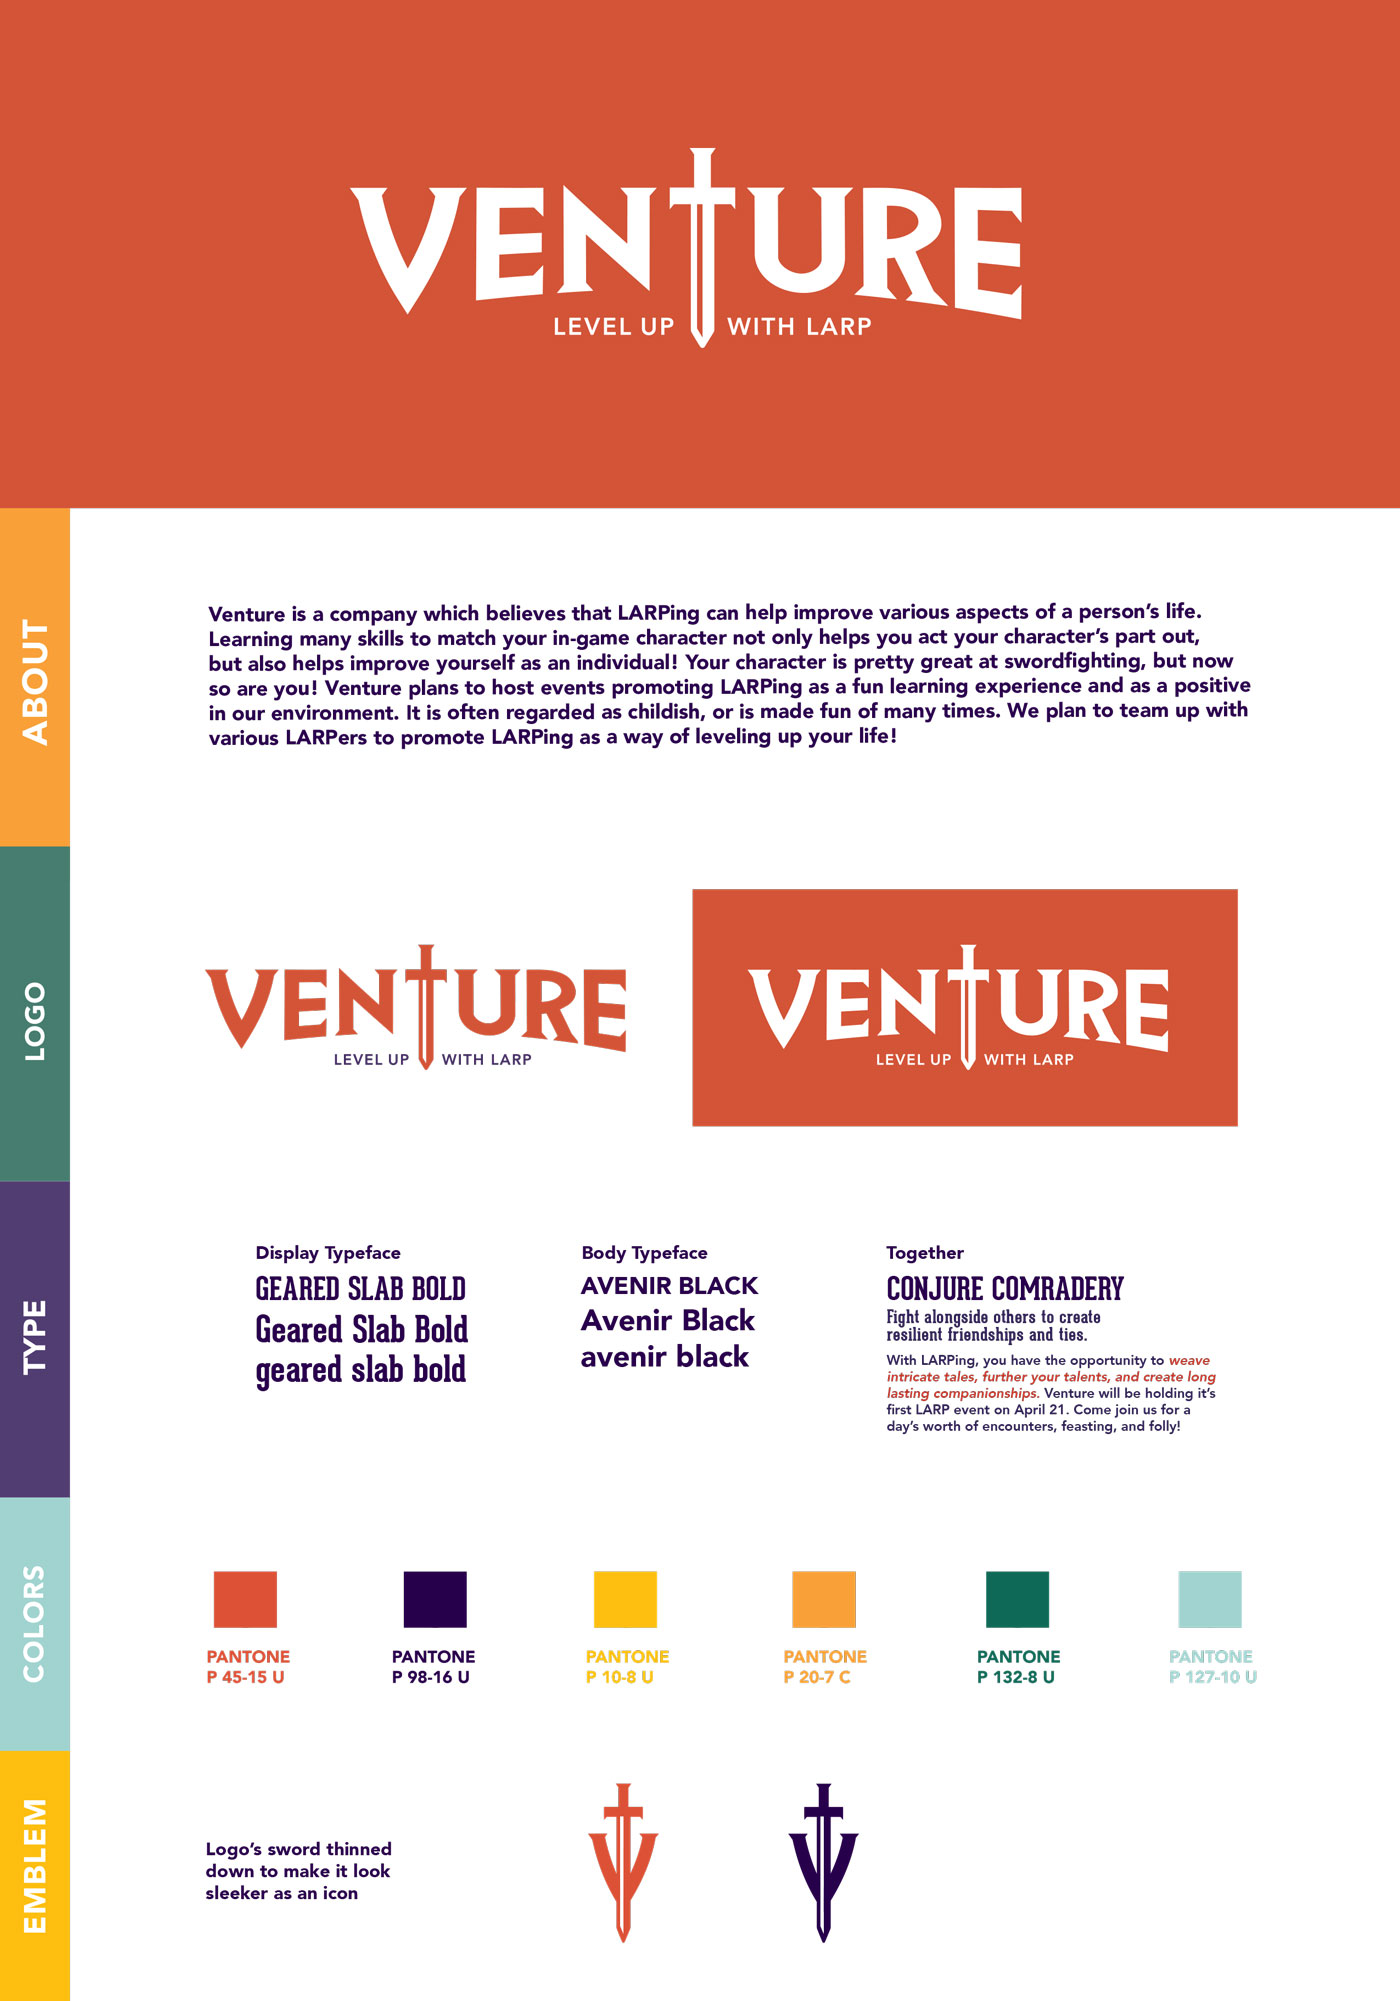 VENTURE
LEVEL UP WITH LARP
ABOUT
Venture is a company which believes that LARPing can help improve various aspects of a person's life.
Learning many skills to match your in-game character not only helps you act your character's part out,
but also helps improve yourself as an individual! Your character is pretty great at swordfighting, but now
so are you! Venture plans to host events promoting LARPing as a fun learning experience and as a positive
in our environment. It is often regarded as childish, or is made fun of many times. We plan to team up with
various LARPers to promote LARPing as a way of leveling up your life!
LOGO
VENTURE
LEVEL UP WITH LARP
VENTURE
LEVEL UP WITH LARP
TYPE
Display Typeface
GEARED SLAB BOLD
Geared Slab Bold
geared slab bold
Body Typeface
AVENIR BLACK
Avenir Black
avenir black
Together
CONJURE COMRADERY
Fight alongside others to create
resilient friendships and ties.
With LARPing, you have the opportunity to weave
intricate tales, further your talents, and create long
lasting companionships. Venture will be holding it's
first LARP event on April 21. Come join us for a
day's worth of encounters, feasting, and folly!
COLORS
PANTONE
P 45-15 U
PANTONE
P 98-16 U
PANTONE
P 10-8 U
PANTONE
P 20-7 C
PANTONE
P 132-8 U
PANTONE
P 127-10 U
EMBLEM
Logo's sword thinned
down to make it look
sleeker as an icon